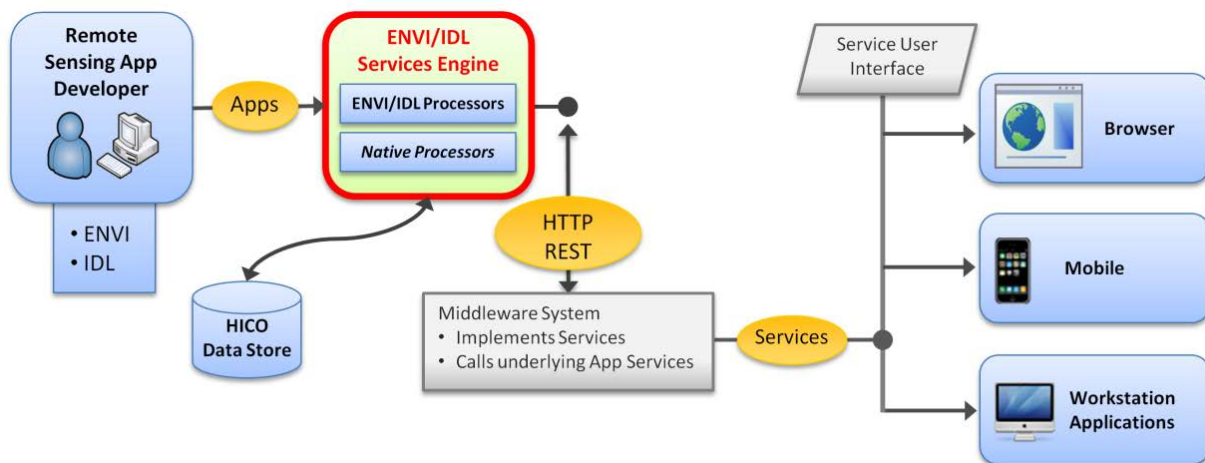 Remote
Sensing App
Developer
• ENVI
• IDL
Apps
ENVI/IDL
Services Engine
ENVI/IDL Processors
Native Processors
HICO
Data Store
HTTP
REST
Middleware System
• Implements Services
• Calls underlying App Services
Services
Service User
Interface
Browser
Mobile
Workstation
Applications